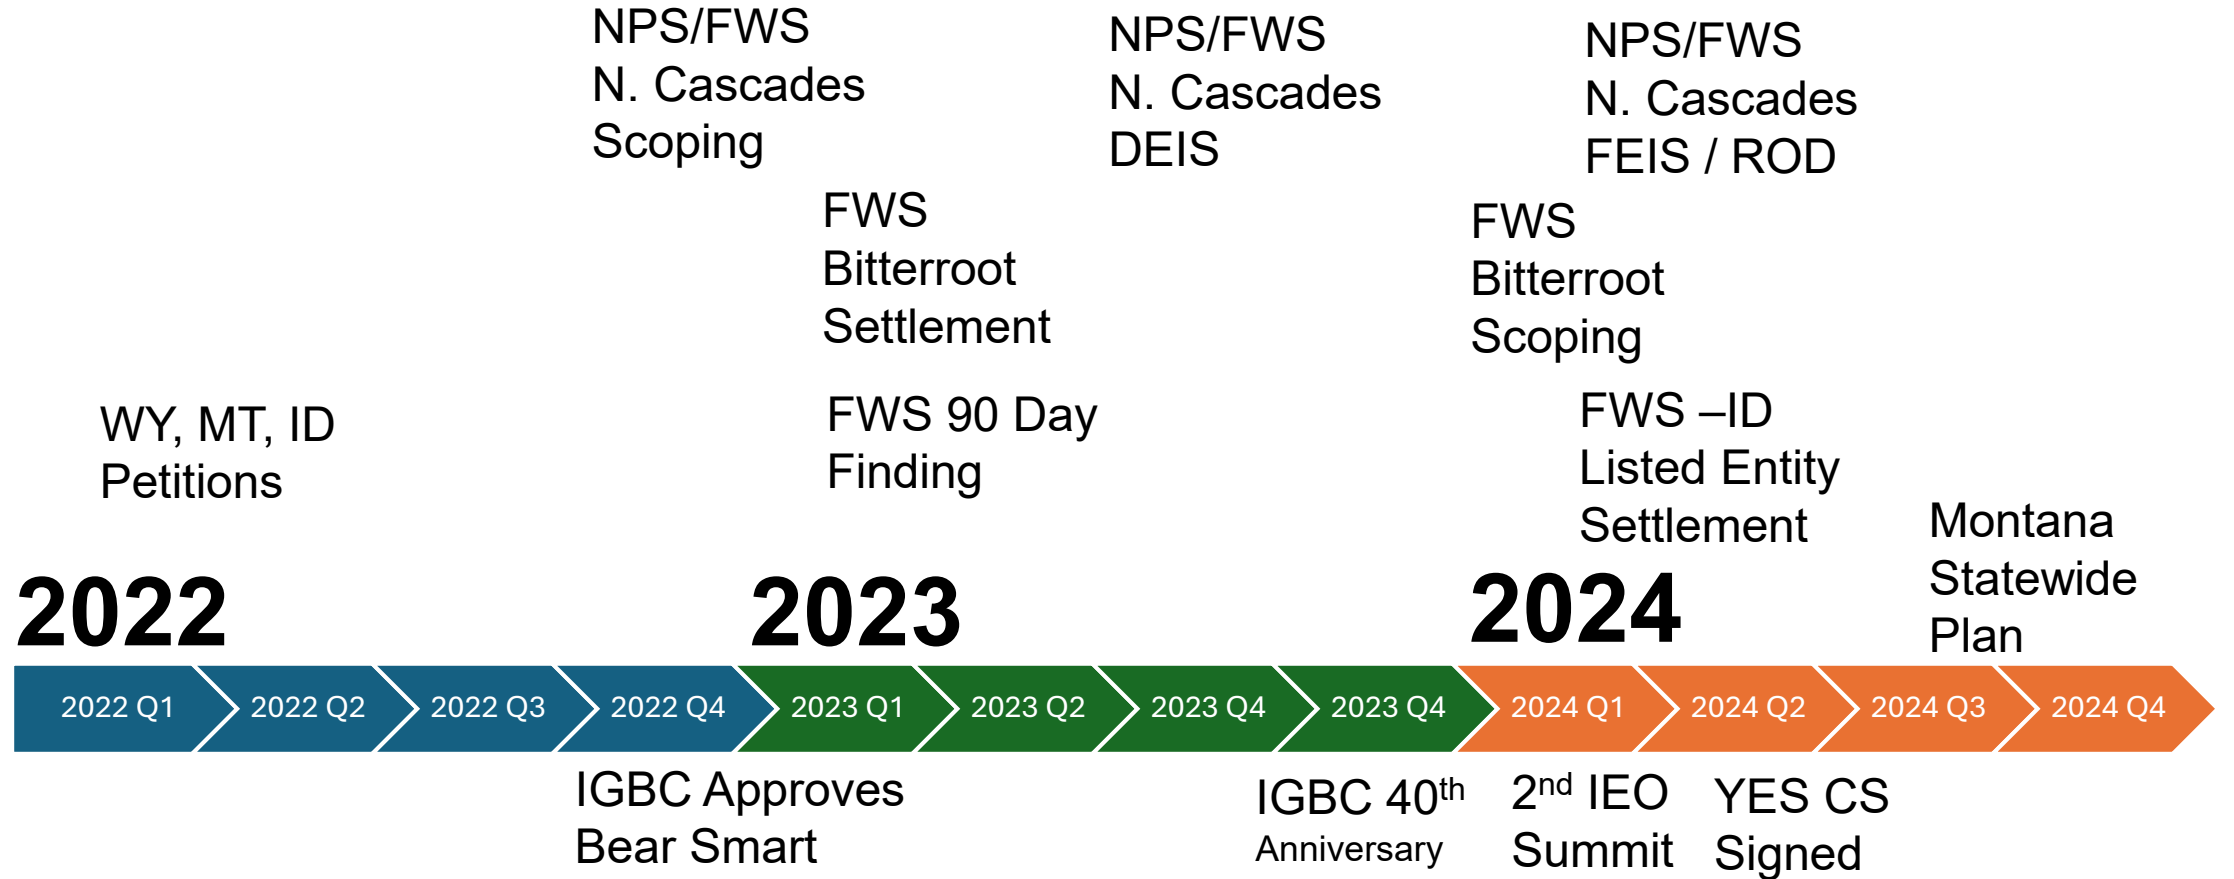 NPS/FWS
N. Cascades
Scoping
NPS/FWS
N. Cascades
DEIS
NPS/FWS
N. Cascades
FEIS / ROD
FWS
Bitterroot
Settlement
FWS
Bitterroot
Scoping
WY, MT, ID
Petitions
FWS 90 Day
Finding
FWS –ID
Listed Entity
Settlement
Montana
Statewide
Plan
2022
2023
2024
2022 Q1
2022 Q2
2022 Q3
2022 Q4
2023 Q1
2023 Q2
2023 Q4
2023 Q4
2024 Q1
2024 Q2
2024 Q3
2024 Q4
IGBC Approves
Bear Smart
IGBC 40th
Anniversary
2nd IEO
Summit
YES CS
Signed